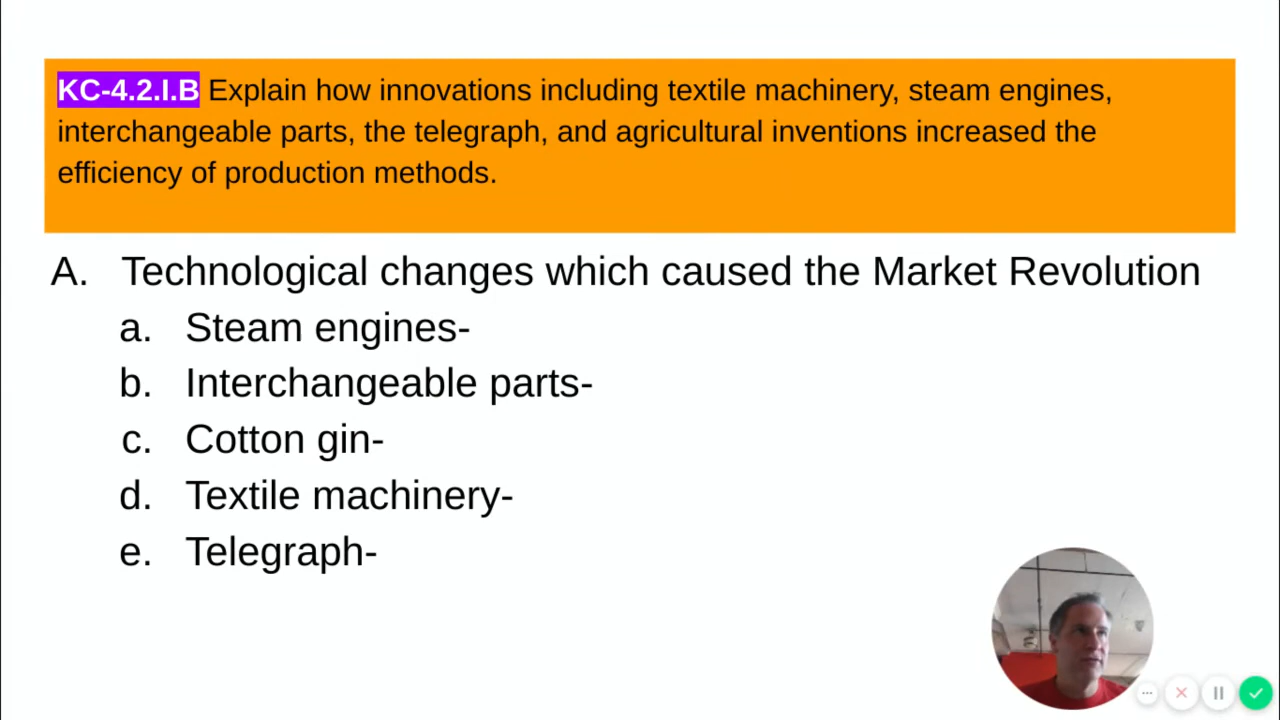 KC-4.2.I.B Explain how innovations including textile machinery, steam engines,
interchangeable parts, the telegraph, and agricultural inventions increased the
efficiency of production methods.
A. Technological changes which caused the Market Revolution
a. Steam engines-
b. Interchangeable parts-
c. Cotton gin-
d. Textile machinery-
e. Telegraph-